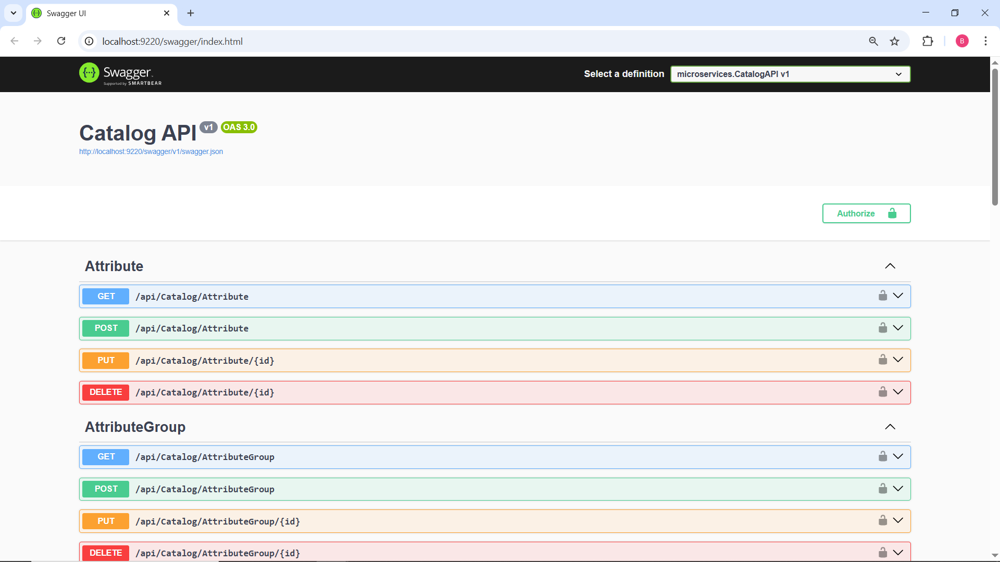 Swagger UI
localhost:9220/swagger/index.html
B
Swagger
Supported by SMARTBEAR
Select a definition
microservices.CatalogAPI v1
Catalog API v1 OAS 3.0
http://localhost:9220/swagger/v1/swagger.json
Authorize
Attribute
GET /api/Catalog/Attribute
POST /api/Catalog/Attribute
PUT /api/Catalog/Attribute/{id}
DELETE /api/Catalog/Attribute/{id}
AttributeGroup
GET /api/Catalog/AttributeGroup
POST /api/Catalog/AttributeGroup
PUT /api/Catalog/AttributeGroup/{id}
DELETE /api/Catalog/AttributeGroup/{id}